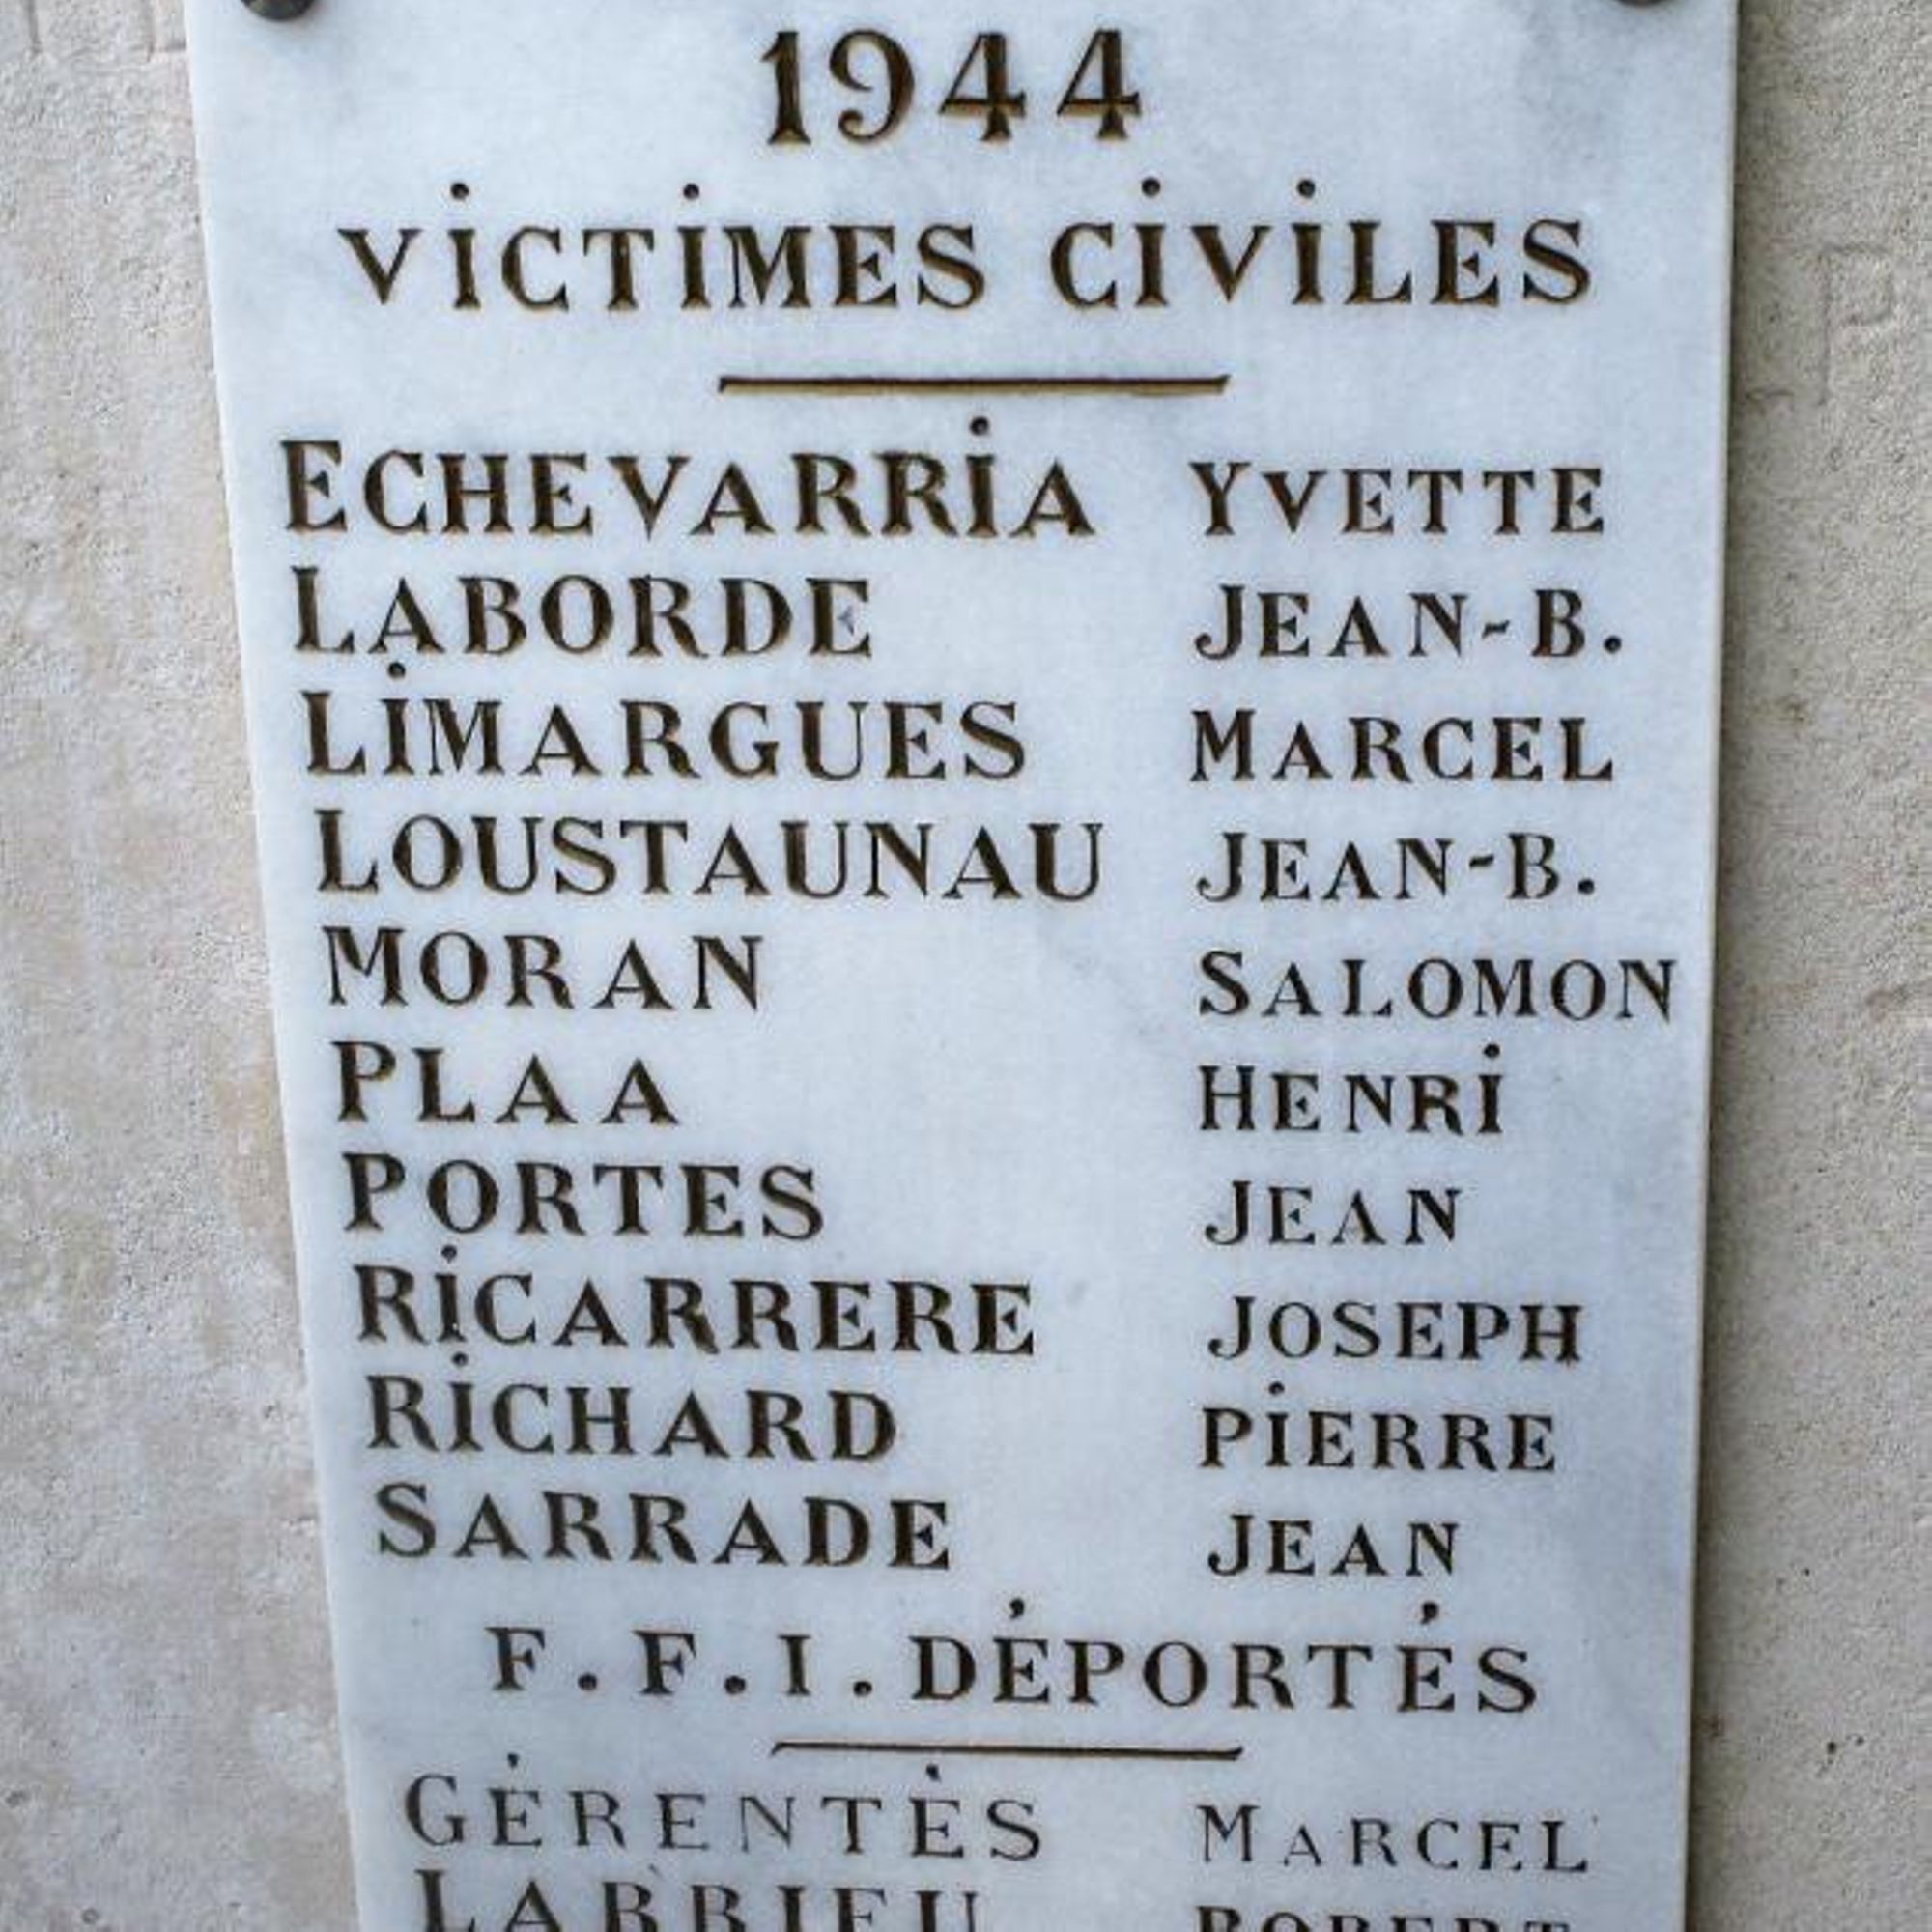 1944
VICTIMES CIVILES
ECHEVARRIA YVETTE
LABORDE JEAN-B.
LIMARGUES MARCEL
LOUSTAUNAU JEAN-B.
MORAN SALOMON
PLAA HENRI
PORTES JEAN
RICARRERE JOSEPH
RICHARD PIERRE
SARRADE JEAN
F.F.I. DÉPORTÉS
GÉRENTÈS MARCEL
ROBERT